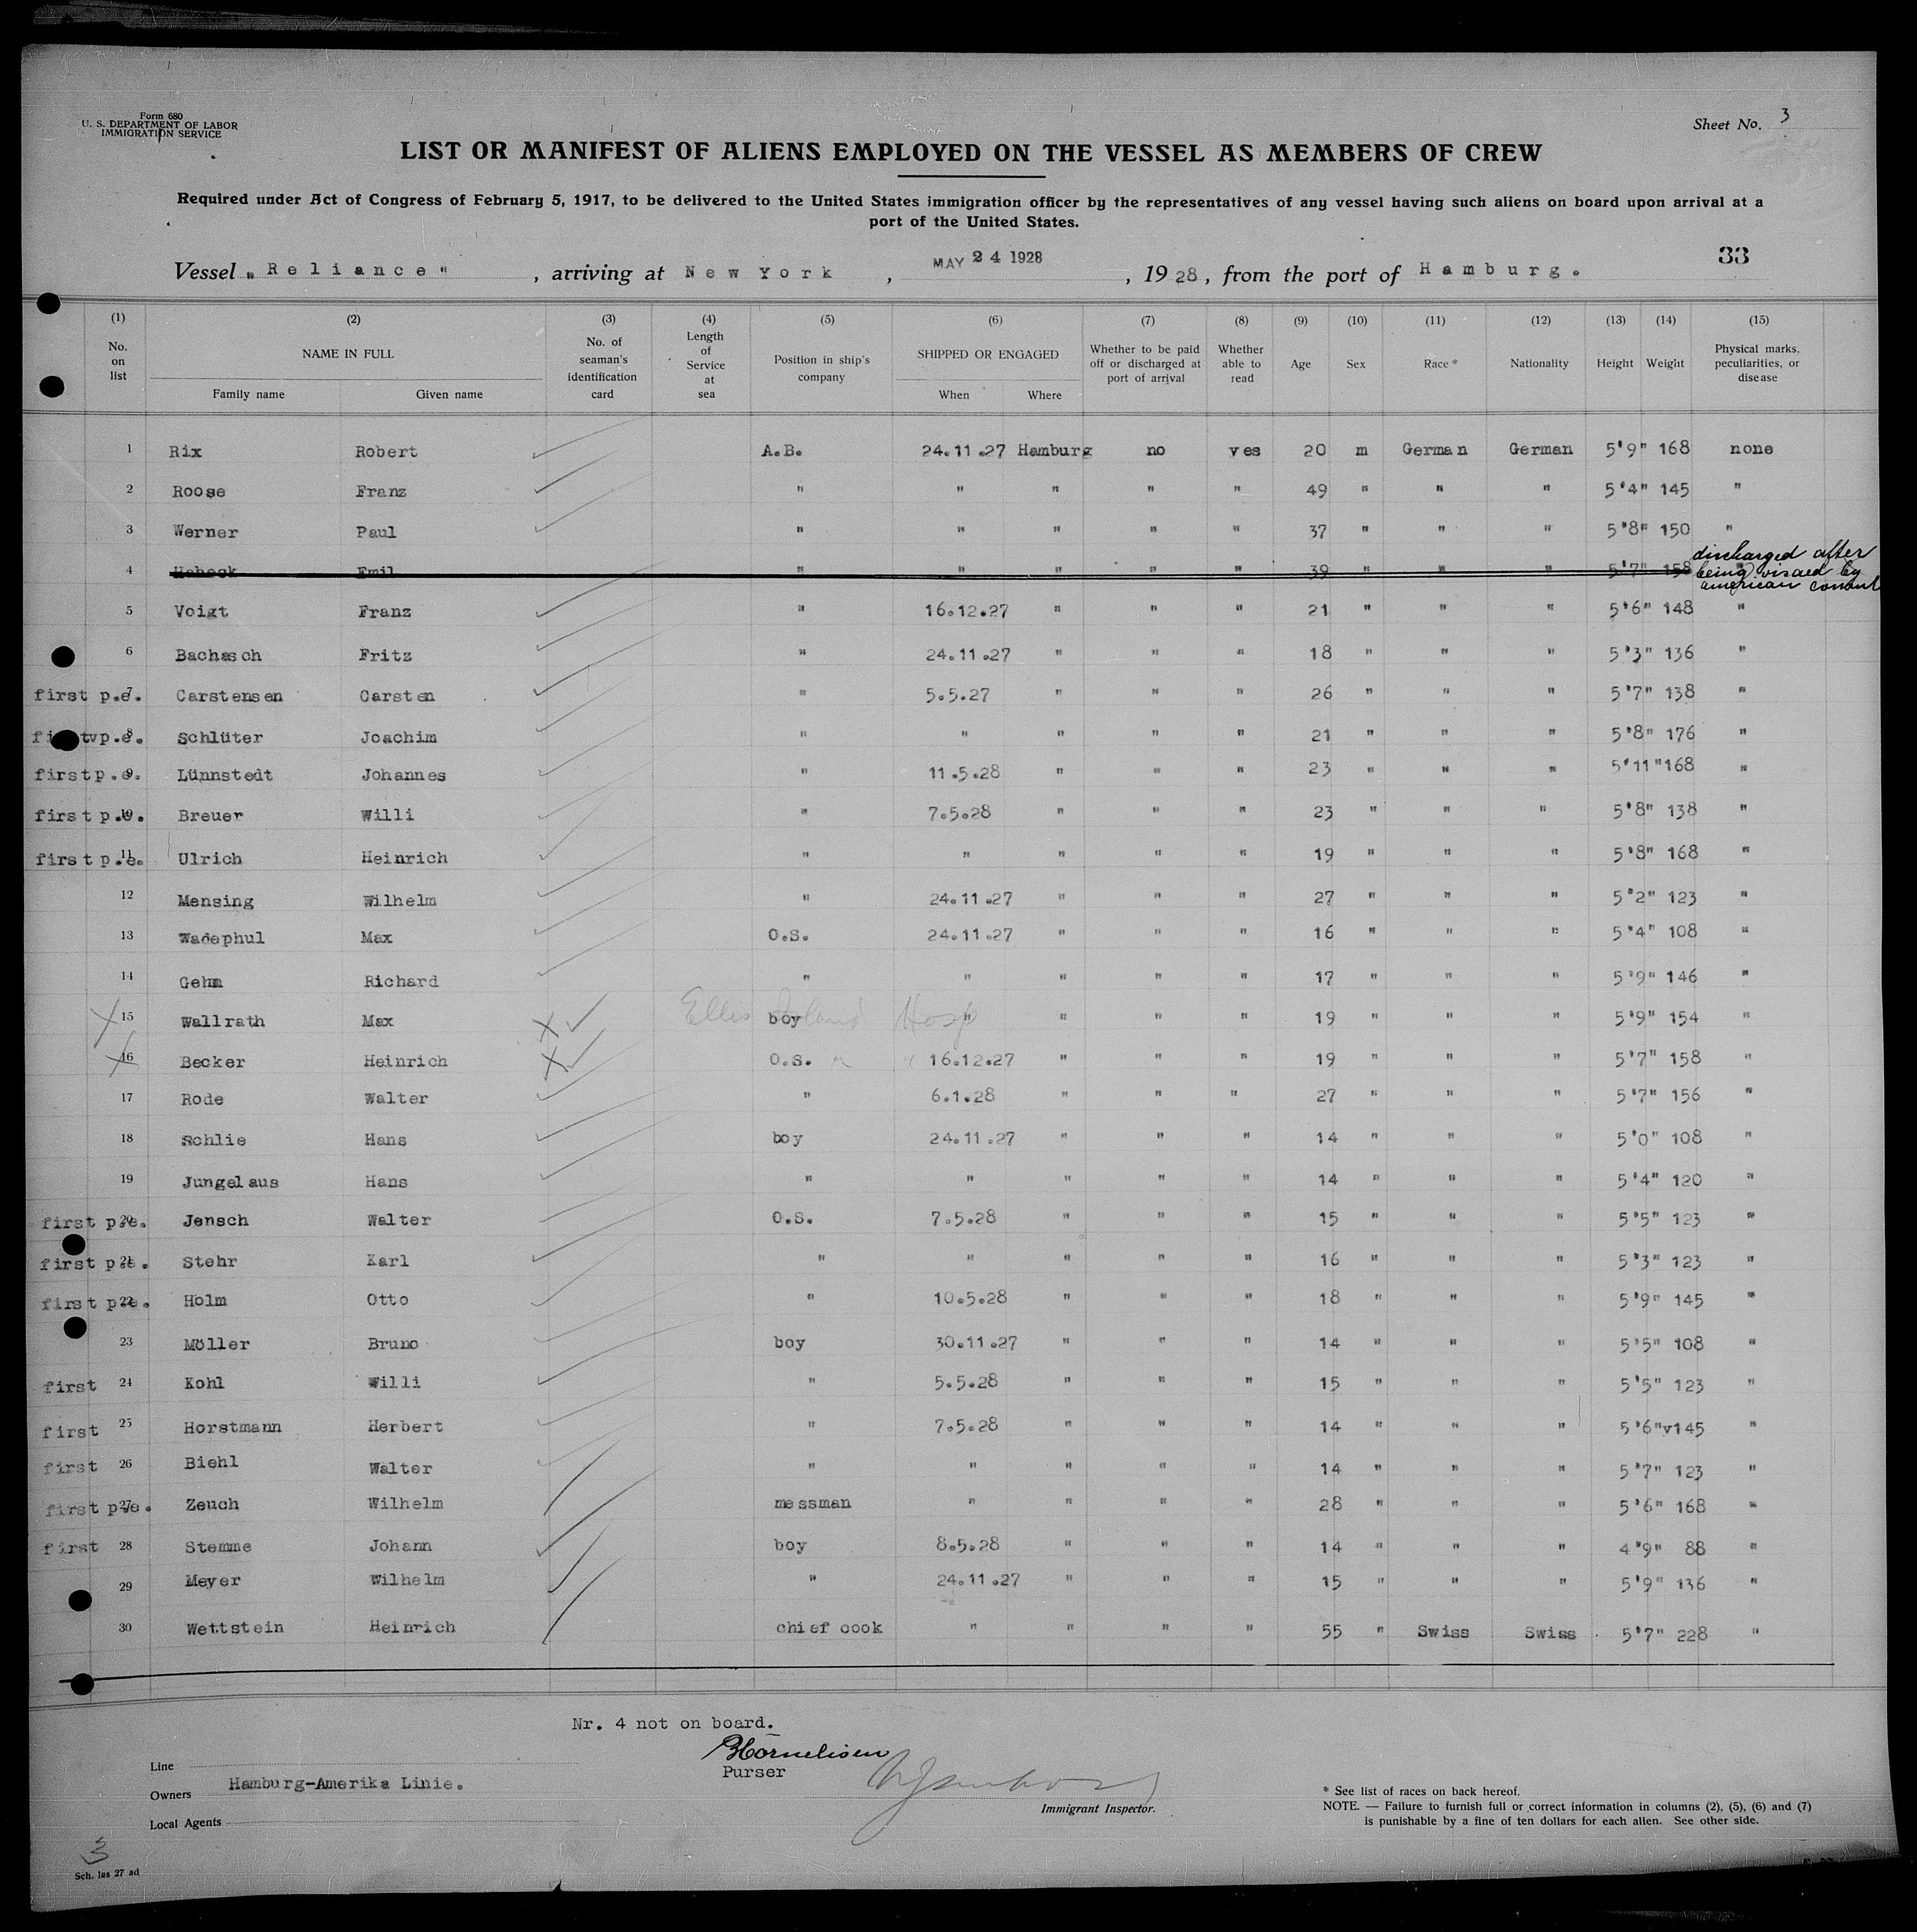 Form 680
U. S. DEPARTMENT OF LABOR
IMMIGRATION SERVICE
Sheet No. 3
LIST OR MANIFEST OF ALIENS EMPLOYED ON THE VESSEL AS MEMBERS OF CREW
Required under Act of Congress of February 5, 1917, to be delivered to the United States immigration officer by the representatives of any vessel having such aliens on board upon arrival at a
port of the United States.
33
Vessel "Reliance", arriving at New York, MAY 24 1928, 1928, from the port of Hamburg.
(1) (2) (3) (4) (5) (6) (7) (8) (9) (10) (11) (12) (13) (14) (15)
No. on list NAME IN FULL Family name Given name No. of seaman's identification card Length of Service at sea Position in ship's company SHIPPED OR ENGAGED When Where Whether to be paid off or discharged at port of arrival Whether able to read Age Sex Race * Nationality Height Weight Physical marks, peculiarities, or disease
1 Rix Robert A.B. 24.11.27 Hamburg no yes 20 m German German 5'9" 168 none
2 Roose Franz " " " " " 49 " " " 5'4" 145 "
3 Werner Paul " " " " " 37 " " " 5'8" 150 "
4 Habeck Emil " " " " " 39 " " " 5'7" 158 " discharged after being visaed by american consul
5 Voigt Franz " 16.12.27 " " " 21 " " " 5'6" 148 "
6 Bachasch Fritz " 24.11.27 " " " 18 " " " 5'3" 136 "
first p.e. 7 Carstensen Carsten " 5.5.27 " " " 26 " " " 5'7" 138 "
first p.e. 8 Schlüter Joachim " " " " " 21 " " " 5'8" 176 "
first p.e. 9 Lünnstedt Johannes " 11.5.28 " " " 23 " " " 5'11" 168 "
first p.e. 10 Breuer Willi " 7.5.28 " " " 23 " " " 5'8" 138 "
first p.e. 11 Ulrich Heinrich " " " " " 19 " " " 5'8" 168 "
12 Mensing Wilhelm " 24.11.27 " " " 27 " " " 5'2" 123 "
13 Wadephul Max O.S. 24.11.27 " " " 16 " " " 5'4" 108 "
14 Gehm Richard " " " " " 17 " " " 5'9" 146 "
X 15 Wallrath Max X Ellis Island Hosp boy " " " " 19 " " " 5'9" 154 "
X 16 Becker Heinrich X O.S. " " 16.12.27 " " " 19 " " " 5'7" 158 "
17 Rode Walter " 6.1.28 " " " 27 " " " 5'7" 156 "
18 Schlie Hans boy 24.11.27 " " " 14 " " " 5'0" 108 "
19 Jungelaus Hans " " " " " 14 " " " 5'4" 120 "
first p.e. 20 Jensch Walter O.S. 7.5.28 " " " 15 " " " 5'5" 123 "
first p.e. 21 Stehr Karl " " " " " 16 " " " 5'3" 123 "
first p.e. 22 Holm Otto " 10.5.28 " " " 18 " " " 5'9" 145 "
23 Möller Bruno boy 30.11.27 " " " 14 " " " 5'5" 108 "
first 24 Kohl Willi " 5.5.28 " " " 15 " " " 5'5" 123 "
first 25 Horstmann Herbert " 7.5.28 " " " 14 " " " 5'6"v145 "
first 26 Biehl Walter " " " " " 14 " " " 5'7" 123 "
first p.e. 27 Zeuch Wilhelm messman " " " " 28 " " " 5'6" 168 "
first 28 Stemme Johann boy 8.5.28 " " " 14 " " " 4'9" 88 "
29 Meyer Wilhelm " 24.11.27 " " " 15 " " " 5'9" 136 "
30 Wettstein Heinrich chief cook " " " " 55 " Swiss Swiss 5'7" 228 "
Nr. 4 not on board.
Purser
Line
Owners Hamburg-Amerika Linie.
Local Agents
Immigrant Inspector.
* See list of races on back hereof.
NOTE. — Failure to furnish full or correct information in columns (2), (5), (6) and (7)
is punishable by a fine of ten dollars for each alien. See other side.
3
Sch. las 27 ad